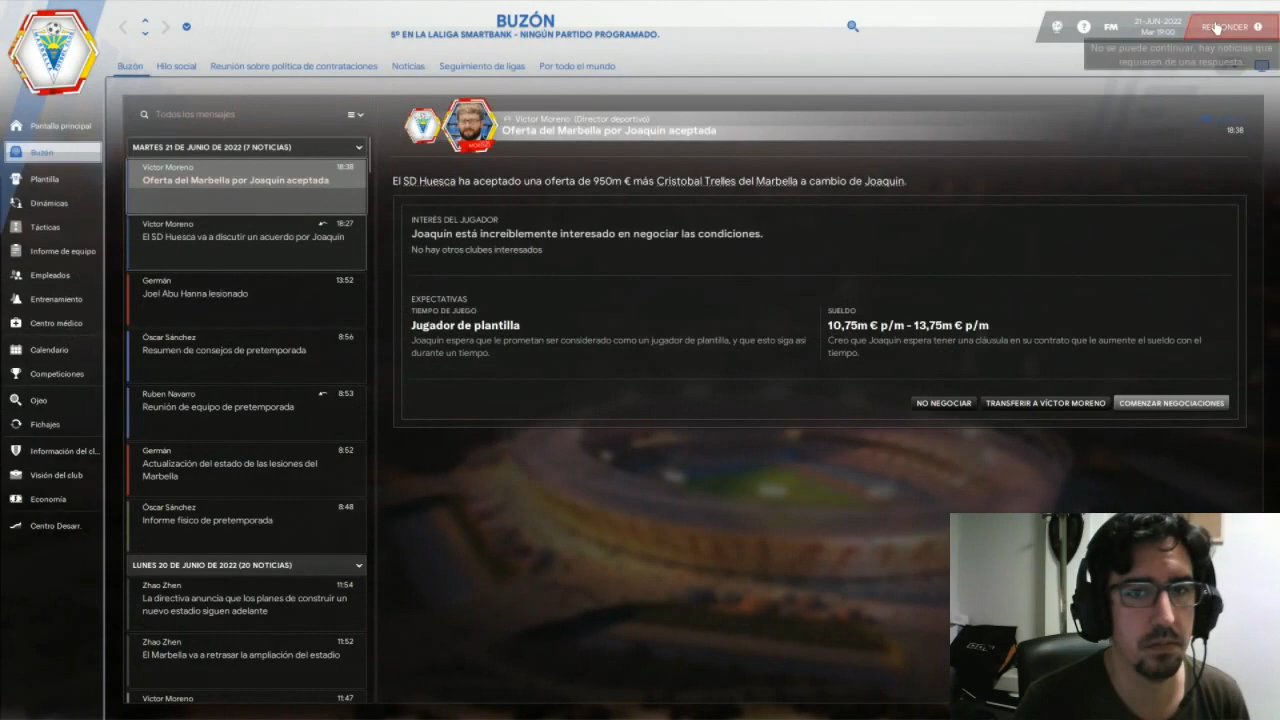 BUZÓN
5º EN LA LALIGA SMARTBANK - NINGÚN PARTIDO PROGRAMADO.
FM
21-JUN-2022
Mar 19:00
RESPONDER
No se puede continuar, hay noticias que
requieren de una respuesta.
Buzón
Hilo social
Reunión sobre política de contrataciones
Noticias
Seguimiento de ligas
Por todo el mundo
Pantalla principal
Buzón
Plantilla
Dinámicas
Tácticas
Informe de equipo
Empleados
Entrenamiento
Centro médico
Calendario
Competiciones
Ojeo
Fichajes
Información del cl...
Visión del club
Economía
Centro Desarr.
Todos los mensajes
MARTES 21 DE JUNIO DE 2022 (7 NOTICIAS)
Víctor Moreno 18:38
Oferta del Marbella por Joaquín aceptada
Víctor Moreno 18:27
El SD Huesca va a discutir un acuerdo por Joaquín
Germán 13:52
Joel Abu Hanna lesionado
Óscar Sánchez 8:56
Resumen de consejos de pretemporada
Ruben Navarro 8:53
Reunión de equipo de pretemporada
Germán 8:52
Actualización del estado de las lesiones del
Marbella
Óscar Sánchez 8:48
Informe físico de pretemporada
LUNES 20 DE JUNIO DE 2022 (20 NOTICIAS)
Zhao Zhen 11:54
La directiva anuncia que los planes de construir un
nuevo estadio siguen adelante
Zhao Zhen 11:52
El Marbella va a retrasar la ampliación del estadio
Víctor Moreno 11:47
Víctor Moreno (Director deportivo)
Oferta del Marbella por Joaquín aceptada
18:38
El SD Huesca ha aceptado una oferta de 950m € más Cristobal Trelles del Marbella a cambio de Joaquín.
INTERÉS DEL JUGADOR
Joaquín está increíblemente interesado en negociar las condiciones.
No hay otros clubes interesados
EXPECTATIVAS
TIEMPO DE JUEGO
Jugador de plantilla
Joaquín espera que le prometan ser considerado como un jugador de plantilla, y que esto siga así
durante un tiempo.
SUELDO
10,75m € p/m - 13,75m € p/m
Creo que Joaquín espera tener una cláusula en su contrato que le aumente el sueldo con el
tiempo.
NO NEGOCIAR
TRANSFERIR A VÍCTOR MORENO
COMENZAR NEGOCIACIONES